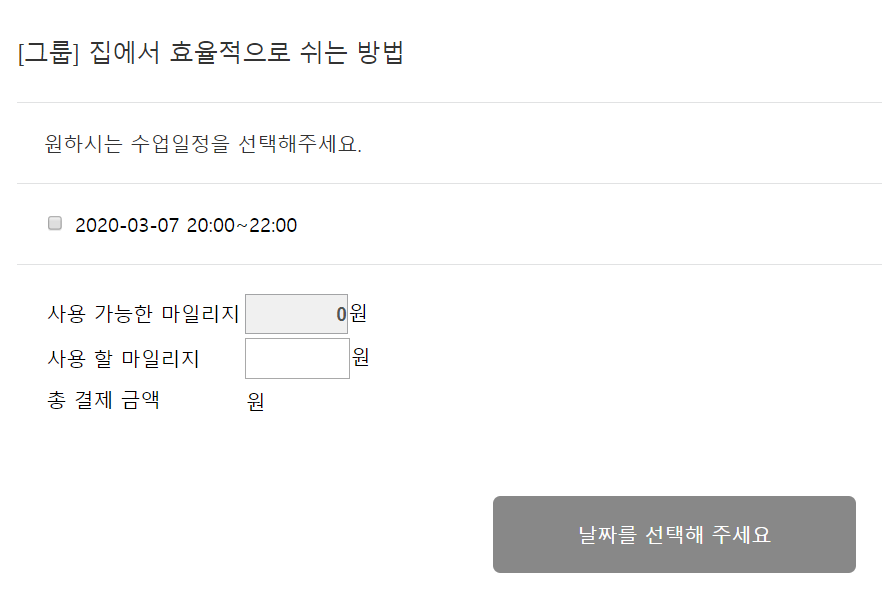 [그룹] 집에서 효율적으로 쉬는 방법
원하시는 수업일정을 선택해주세요.
2020-03-07 20:00~22:00
사용 가능한 마일리지 0원
사용 할 마일리지 원
총 결제 금액 원
날짜를 선택해 주세요